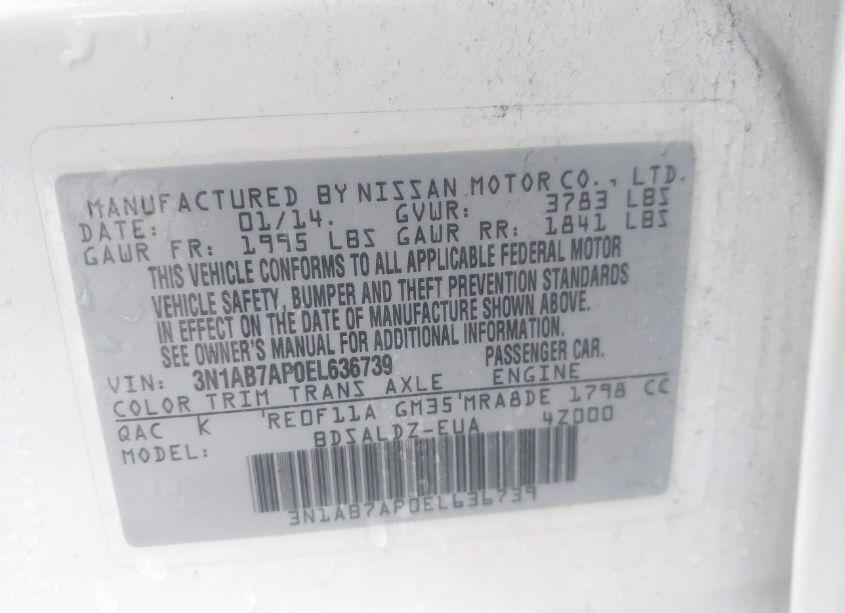 MANUFACTURED BY NISSAN MOTOR CO., LTD.
DATE: 01/14. GVWR: 3783 LBS
GAWR FR: 1995 LBS GAWR RR: 1841 LBS
THIS VEHICLE CONFORMS TO ALL APPLICABLE FEDERAL MOTOR
VEHICLE SAFETY, BUMPER AND THEFT PREVENTION STANDARDS
IN EFFECT ON THE DATE OF MANUFACTURE SHOWN ABOVE.
SEE OWNER'S MANUAL FOR ADDITIONAL INFORMATION.
VIN: 3N1AB7AP0EL636739 PASSENGER CAR.
COLOR TRIM TRANS AXLE ENGINE
QAC K 'RE0F11A GM35'MRA8DE 1798 CC
MODEL: BDSALDZ-EUA 4Z000
3N1AB7AP0EL636739